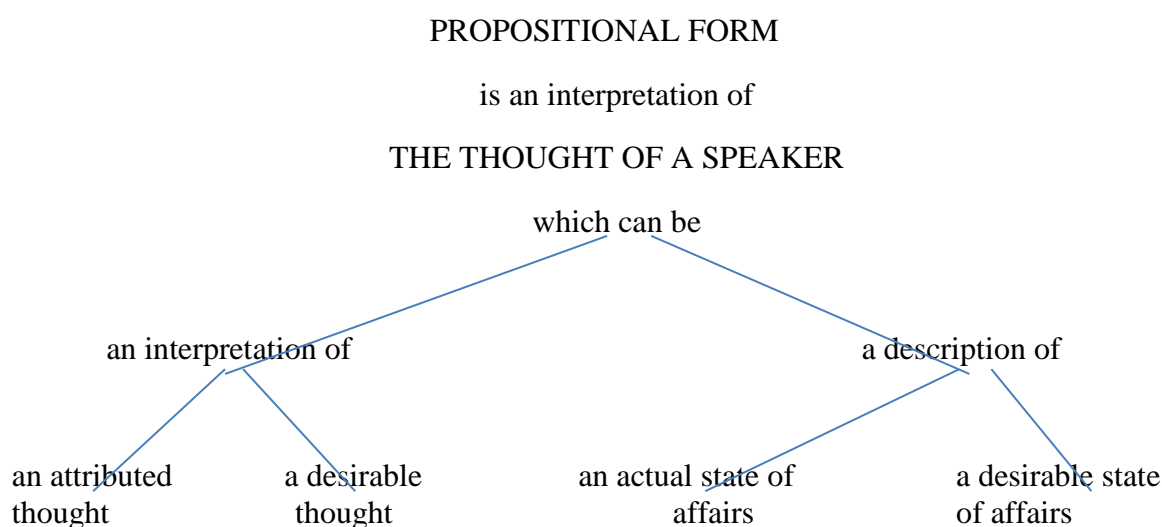 PROPOSITIONAL FORM
is an interpretation of
THE THOUGHT OF A SPEAKER
which can be
an interpretation of
a description of
an attributed
thought
a desirable
thought
an actual state of
affairs
a desirable state
of affairs